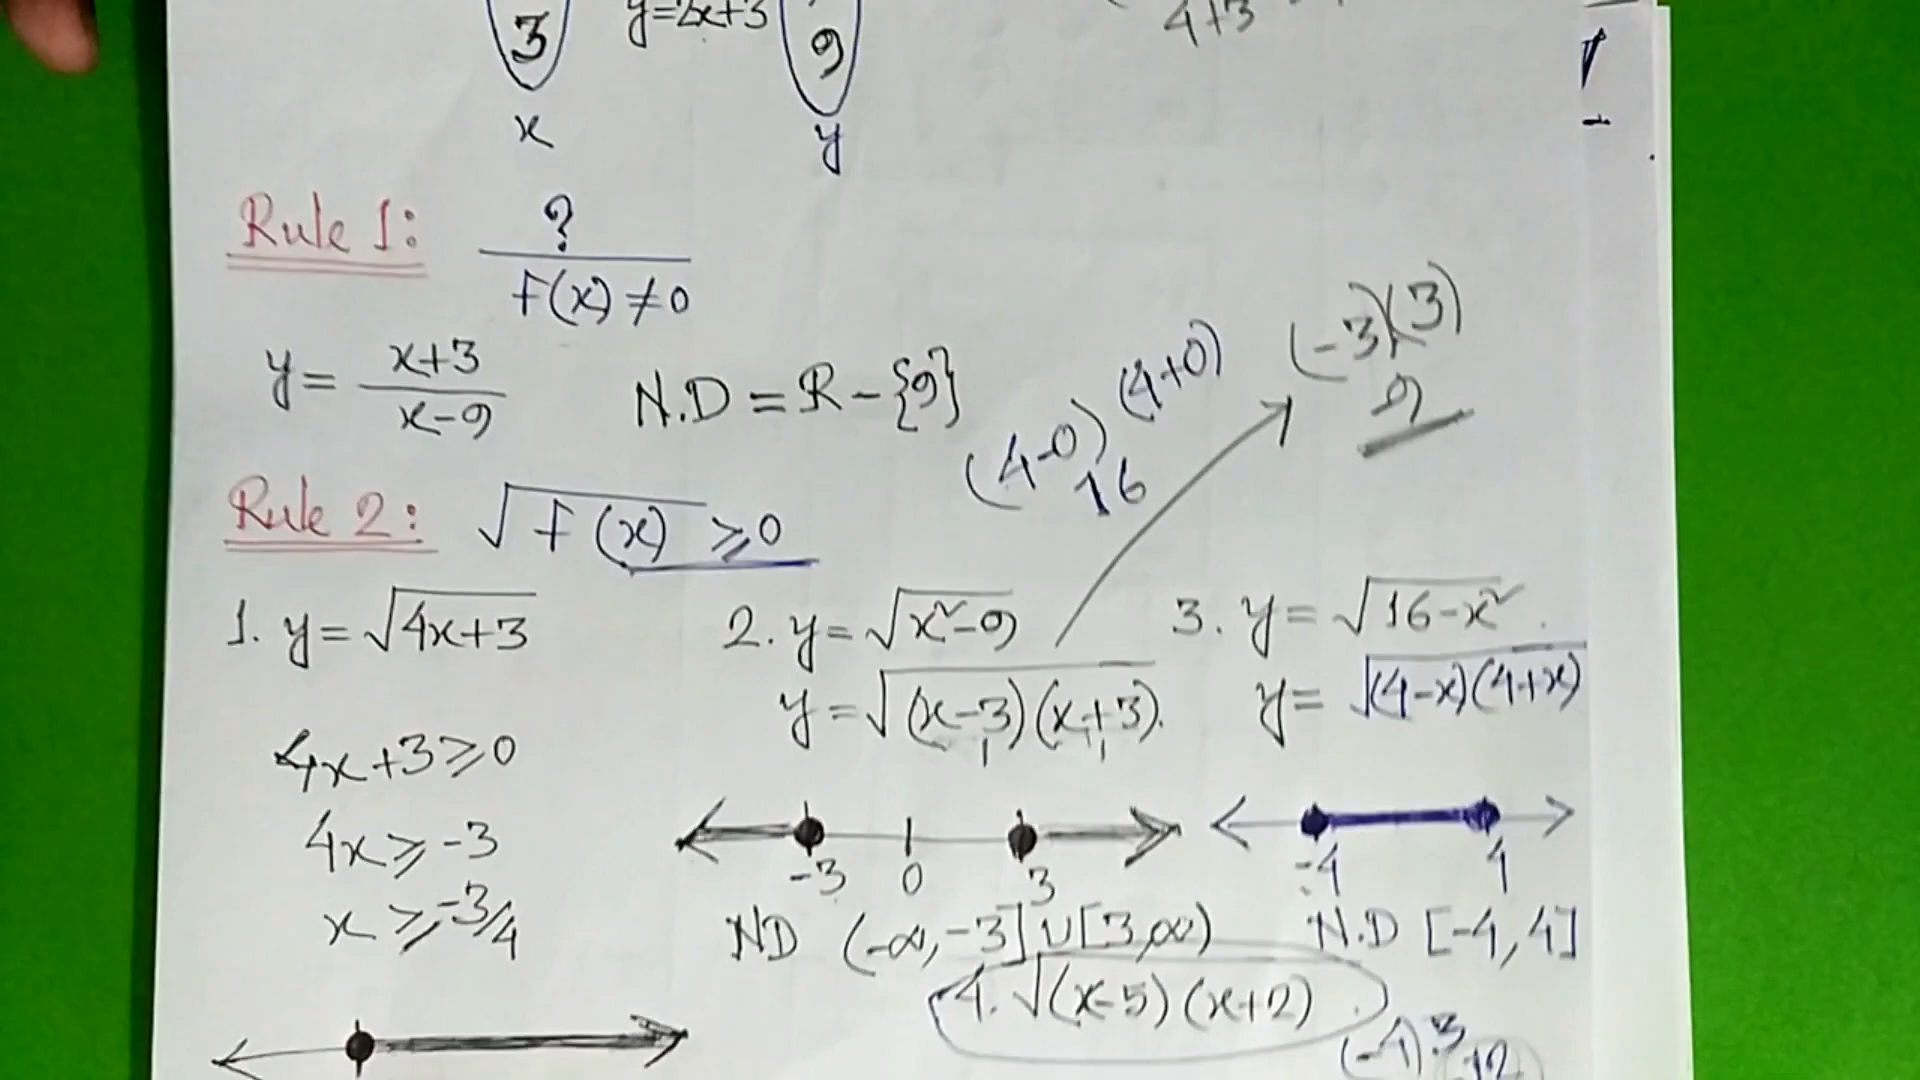 3 y=2x+3 9
4+3
x y
Rule 1: ?
f(x) ≠ 0
y = x+3 / x-9
N.D = R - {9}
(4-0) (4+0)
16
(-3)(3)
9
Rule 2: √f(x) ≥ 0
1. y = √4x+3
4x+3 ≥ 0
4x ≥ -3
x ≥ -3/4
2. y = √x²-9
y = √(x-3)(x+3).
-3 0 3
ND (-∞, -3] ∪ [3, ∞)
3. y = √16-x²
y = √(4-x)(4+x)
-4 4
N.D [-4, 4]
4. √(x-5)(x+2)